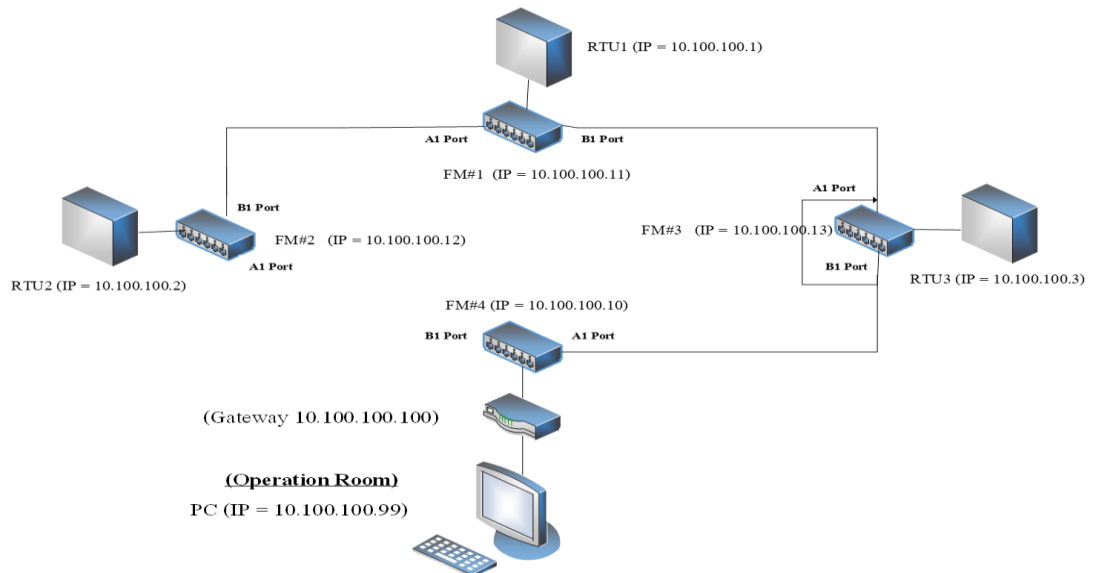 RTU1 (IP = 10.100.100.1)
A1 Port
B1 Port
FM#1 (IP = 10.100.100.11)
A1 Port
B1 Port
FM#2 (IP = 10.100.100.12)
FM#3 (IP = 10.100.100.13)
A1 Port
B1 Port
RTU2 (IP = 10.100.100.2)
RTU3 (IP = 10.100.100.3)
FM#4 (IP = 10.100.100.10)
B1 Port
A1 Port
(Gateway 10.100.100.100)
(Operation Room)
PC (IP = 10.100.100.99)